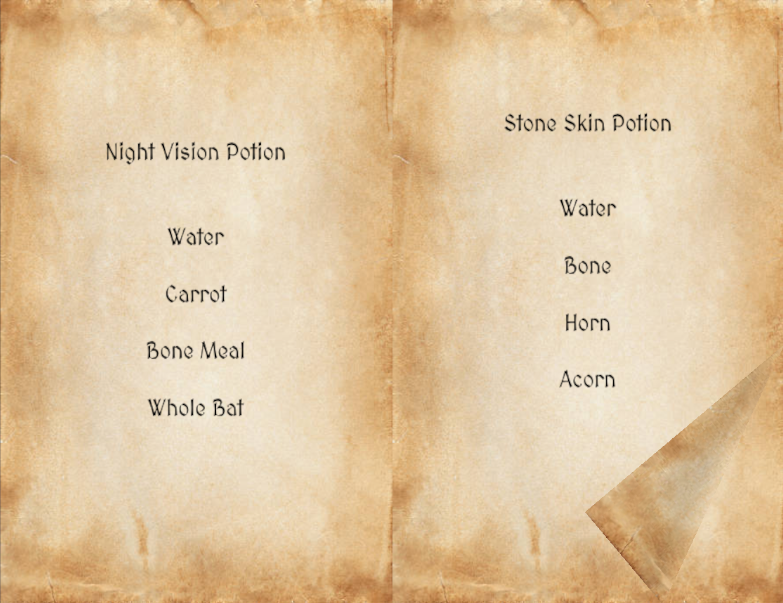 Night Vision Potion
Water
Carrot
Bone Meal
Whole Bat
Stone Skin Potion
Water
Bone
Horn
Acorn